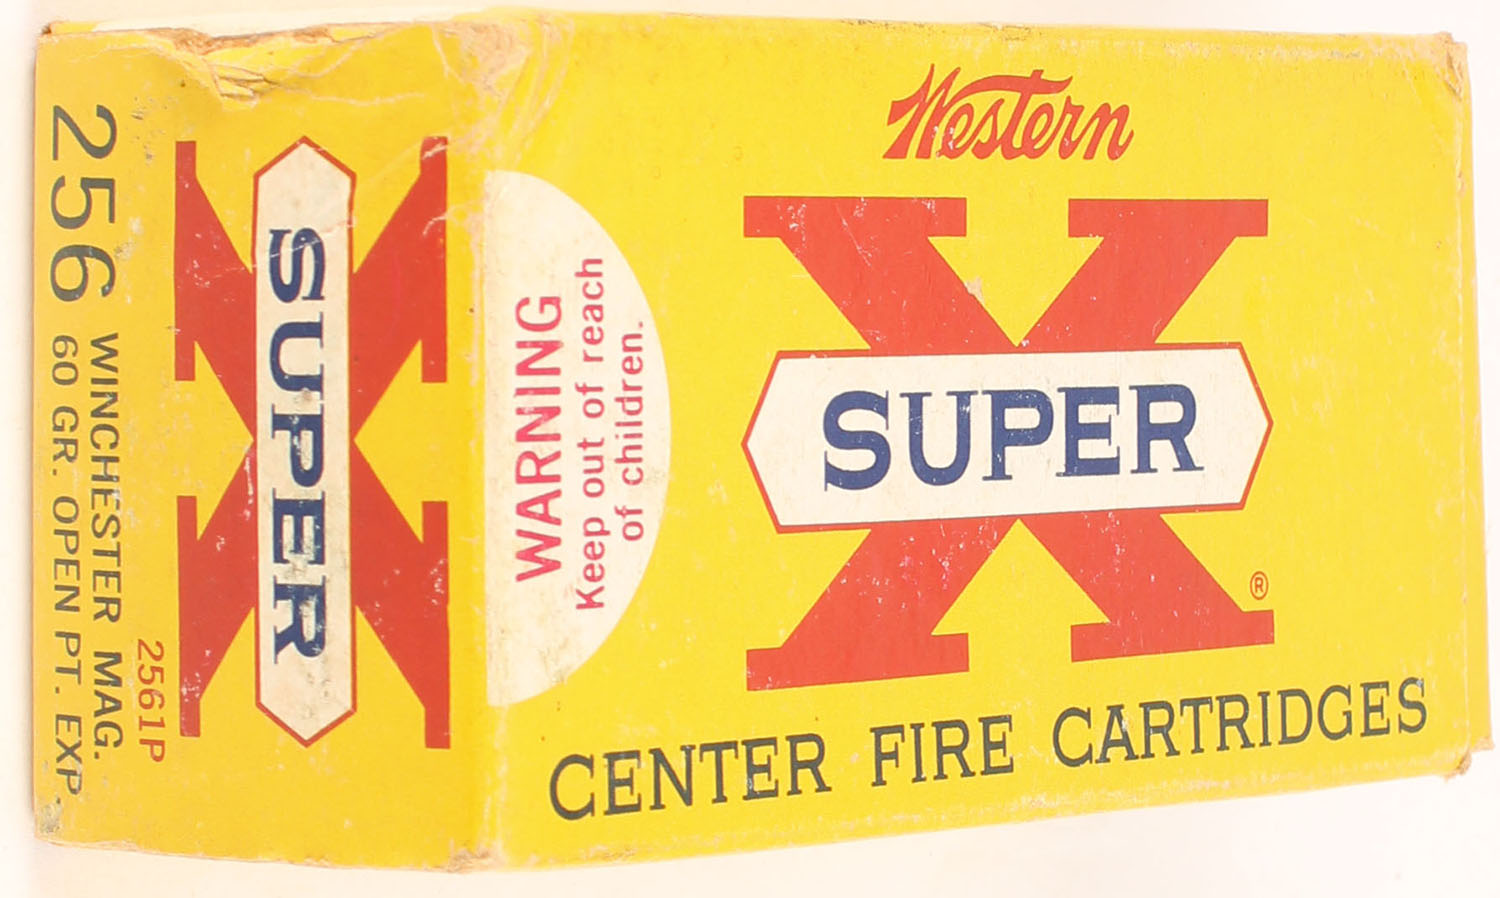 Western
SUPER
X
®
CENTER FIRE CARTRIDGES
WARNING
Keep out of reach
of children.
SUPER
X
2561P
256 WINCHESTER MAG.
60 GR. OPEN PT. EXP.